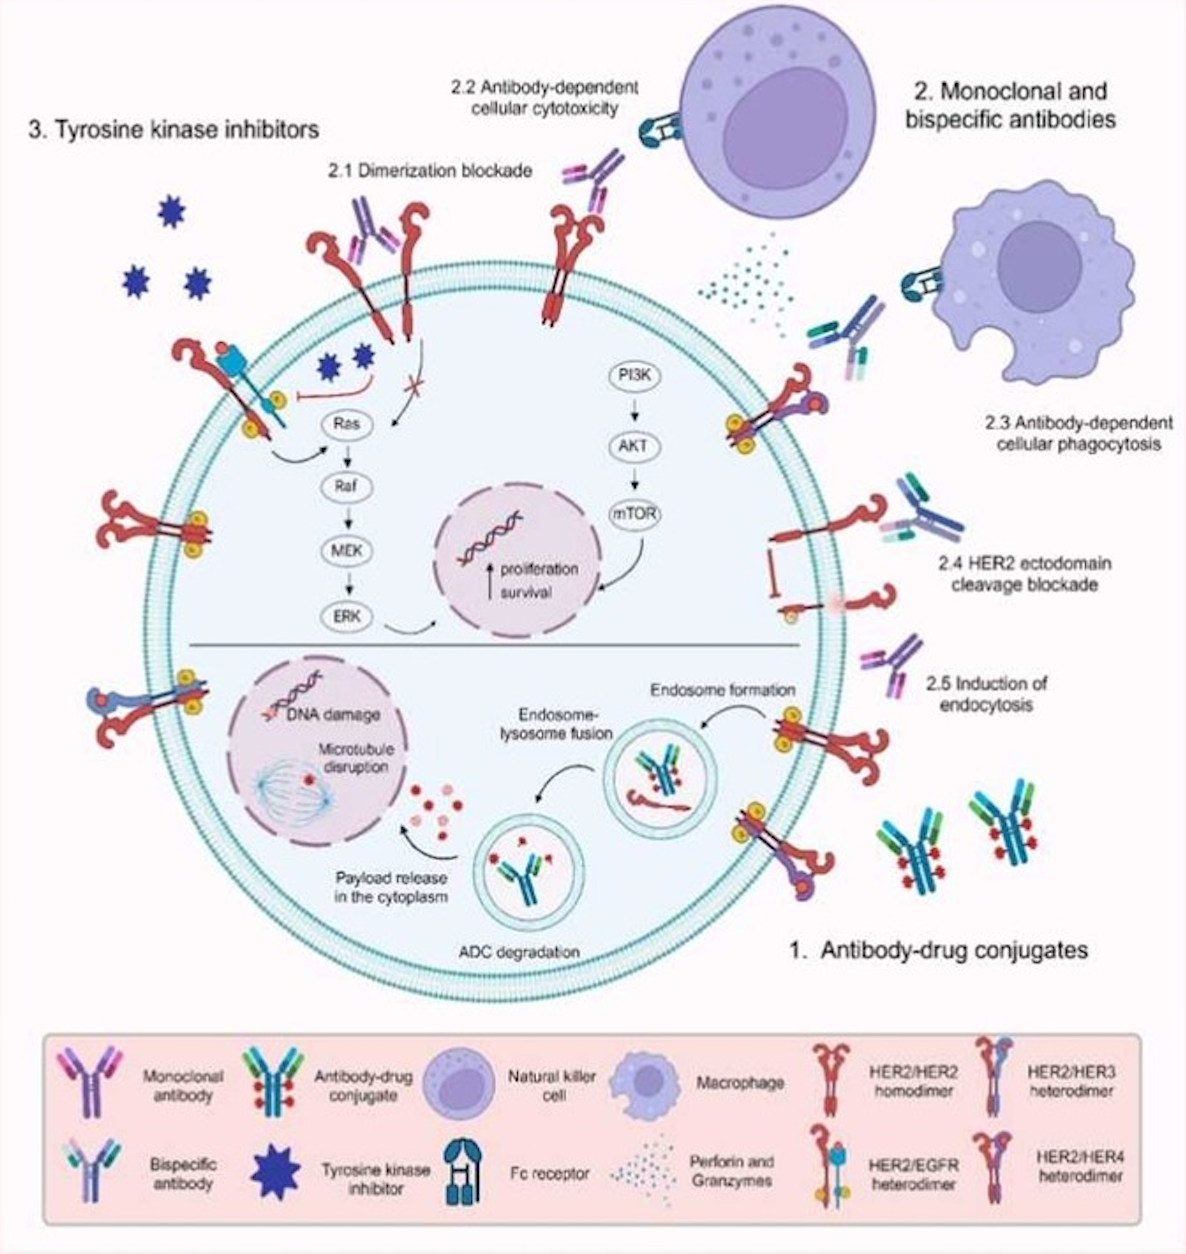 2.2 Antibody-dependent
cellular cytotoxicity
2. Monoclonal and
bispecific antibodies
3. Tyrosine kinase inhibitors
2.1 Dimerization blockade
PI3K
Ras
AKT
2.3 Antibody-dependent
cellular phagocytosis
Raf
mTOR
MEK
proliferation
survival
2.4 HER2 ectodomain
cleavage blockade
ERK
2.5 Induction of
endocytosis
Endosome formation
DNA damage
Endosome-
lysosome fusion
Microtubule
disruption
Payload release
in the cytoplasm
ADC degradation
1. Antibody-drug conjugates
Monoclonal
antibody
Antibody-drug
conjugate
Natural killer
cell
Macrophage
HER2/HER2
homodimer
HER2/HER3
heterodimer
Bispecific
antibody
Tyrosine kinase
inhibitor
Fc receptor
Perforin and
Granzymes
HER2/EGFR
heterodimer
HER2/HER4
heterodimer